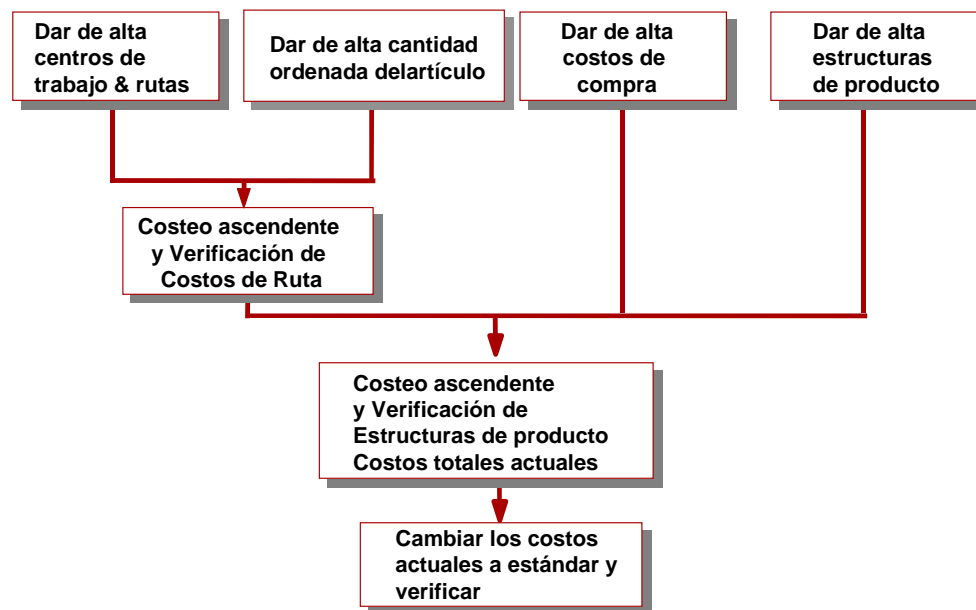 Dar de alta
centros de
trabajo & rutas
Dar de alta cantidad
ordenada delartículo
Dar de alta
costos de
compra
Dar de alta
estructuras
de producto
Costeo ascendente
y Verificación de
Costos de Ruta
Costeo ascendente
y Verificación de
Estructuras de producto
Costos totales actuales
Cambiar los costos
actuales a estándar y
verificar